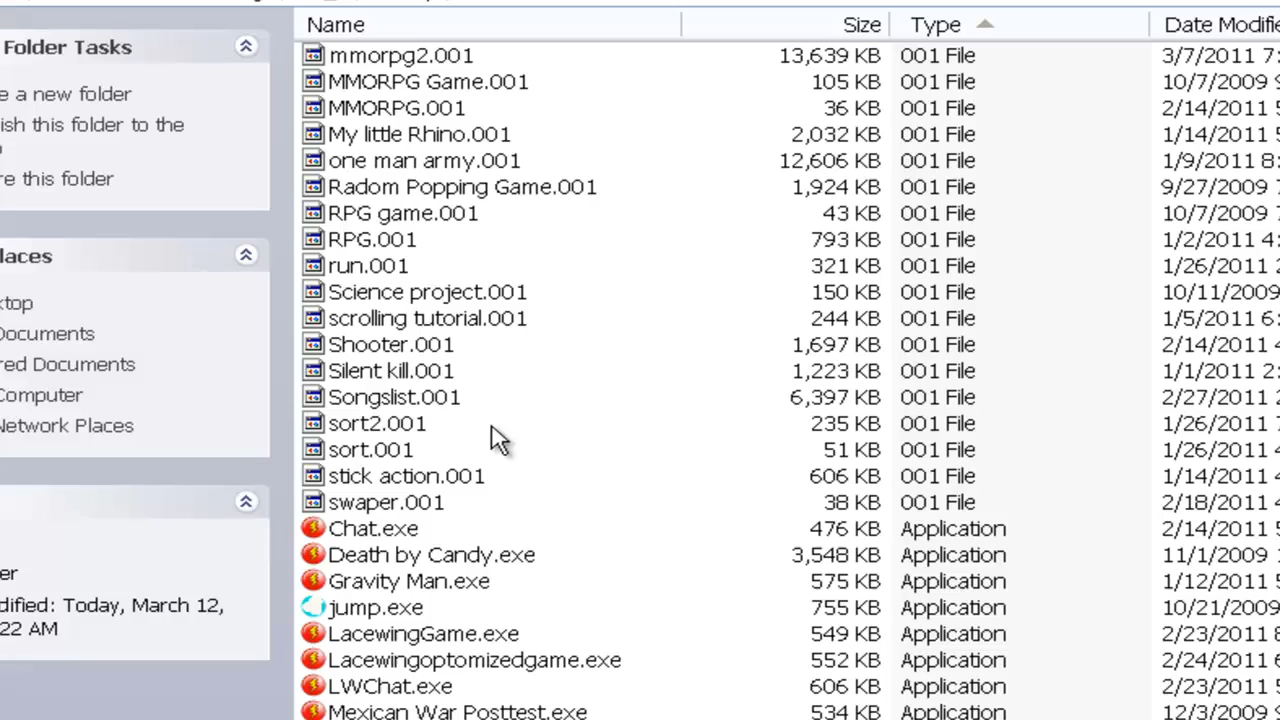 Name Size Type Date Modifie
mmorpg2.001 13,639 KB 001 File 3/7/2011 7:
MMORPG Game.001 105 KB 001 File 10/7/2009 9
MMORPG.001 36 KB 001 File 2/14/2011 5
My little Rhino.001 2,032 KB 001 File 1/14/2011 5
one man army.001 12,606 KB 001 File 1/9/2011 8:
Radom Popping Game.001 1,924 KB 001 File 9/27/2009 7
RPG game.001 43 KB 001 File 10/7/2009
RPG.001 793 KB 001 File 1/2/2011 4:
run.001 321 KB 001 File 1/26/2011 2
Science project.001 150 KB 001 File 10/11/2009
scrolling tutorial.001 244 KB 001 File 1/5/2011 6:
Shooter.001 1,697 KB 001 File 2/14/2011 4
Silent kill.001 1,223 KB 001 File 1/1/2011 2:
Songslist.001 6,397 KB 001 File 2/27/2011 2
sort2.001 235 KB 001 File 1/26/2011 7
sort.001 51 KB 001 File 1/26/2011 4
stick action.001 606 KB 001 File 1/14/2011 4
swaper.001 38 KB 001 File 2/18/2011 4
Chat.exe 476 KB Application 2/14/2011 5
Death by Candy.exe 3,548 KB Application 11/1/2009 1
Gravity Man.exe 575 KB Application 1/12/2011 5
jump.exe 755 KB Application 10/21/2009
LacewingGame.exe 549 KB Application 2/23/2011 8
Lacewingoptomizedgame.exe 552 KB Application 2/24/2011 6
LWChat.exe 606 KB Application 2/23/2011 5
Mexican War Posttest.exe 534 KB Application 12/3/2009 9
Folder Tasks
e a new folder
ish this folder to the
re this folder
laces
ktop
Documents
red Documents
Computer
Network Places
er
dified: Today, March 12,
22 AM